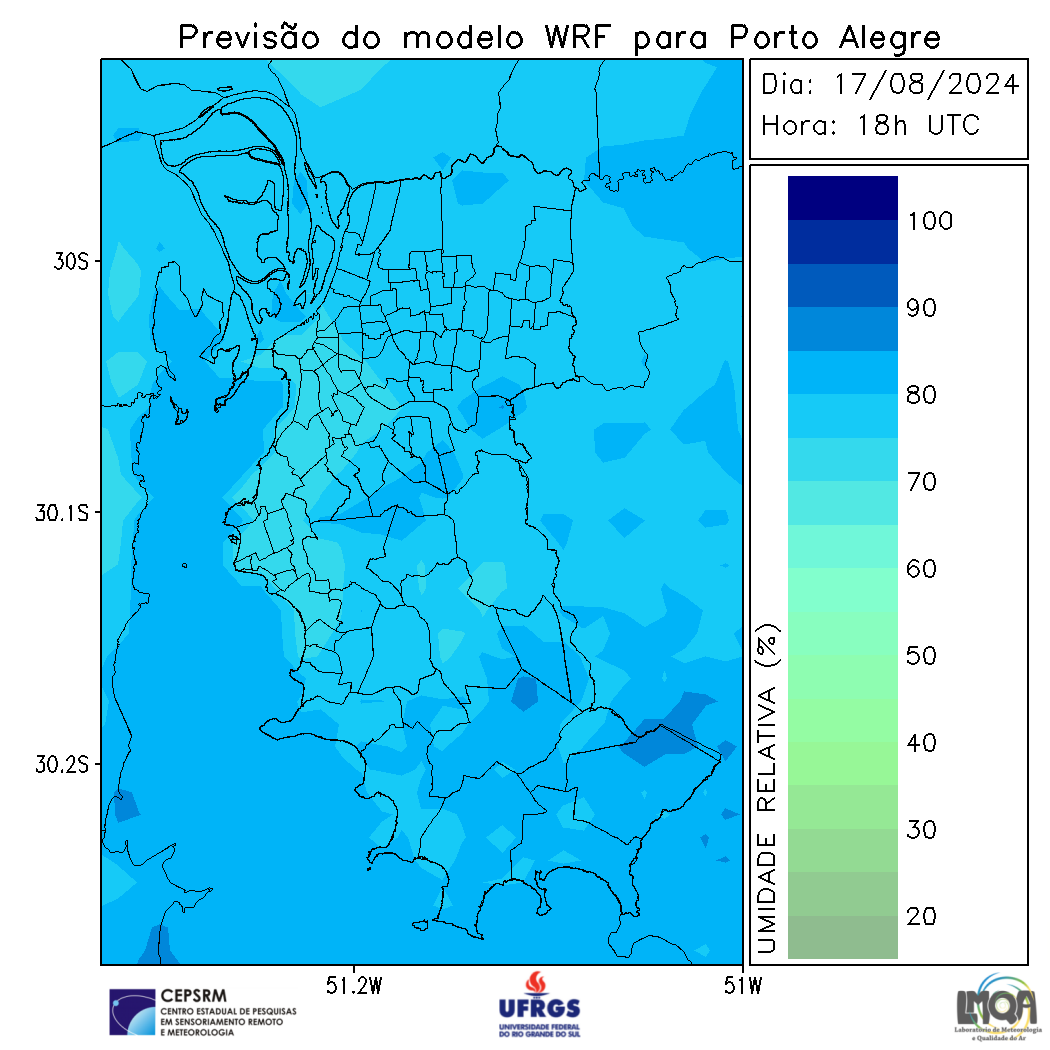 Previsão do modelo WRF para Porto Alegre
Dia: 17/08/2024
Hora: 18h UTC
30S
30.1S
30.2S
51.2W
51W
100
90
80
70
60
50
40
30
20
UMIDADE RELATIVA (%)
CEPSRM
CENTRO ESTADUAL DE PESQUISAS
EM SENSORIAMENTO REMOTO
E METEOROLOGIA
UFRGS
UNIVERSIDADE FEDERAL
DO RIO GRANDE DO SUL
LMQA
Laboratório de Meteorologia
e Qualidade do Ar